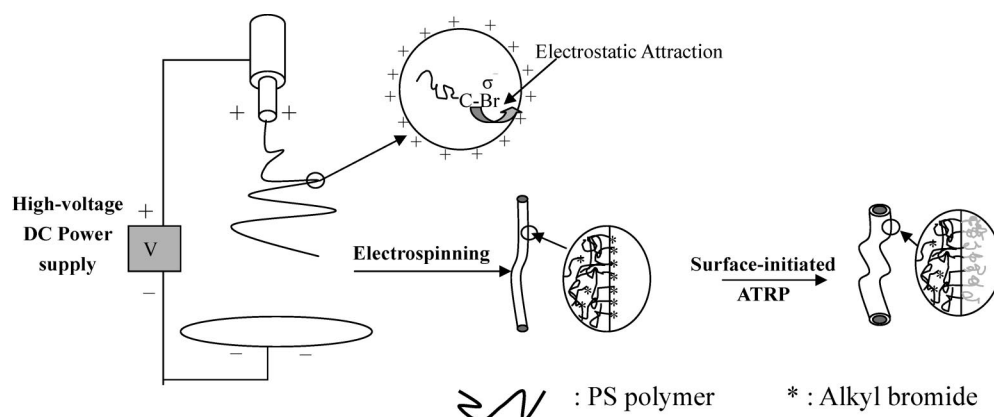 Electrostatic Attraction
σ⁻
C-Br
+ +
High-voltage
DC Power
supply
+
V
−
Electrospinning
Surface-initiated
ATRP
− − −
: PS polymer
* : Alkyl bromide